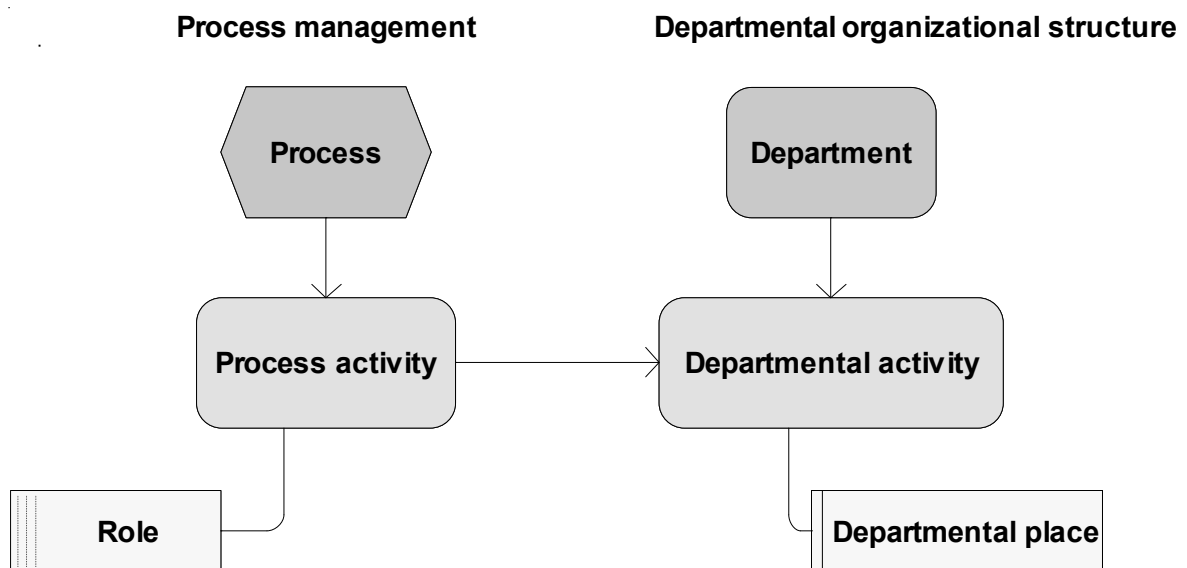 Process management
Departmental organizational structure
Process
Department
Process activity
Departmental activity
Role
Departmental place